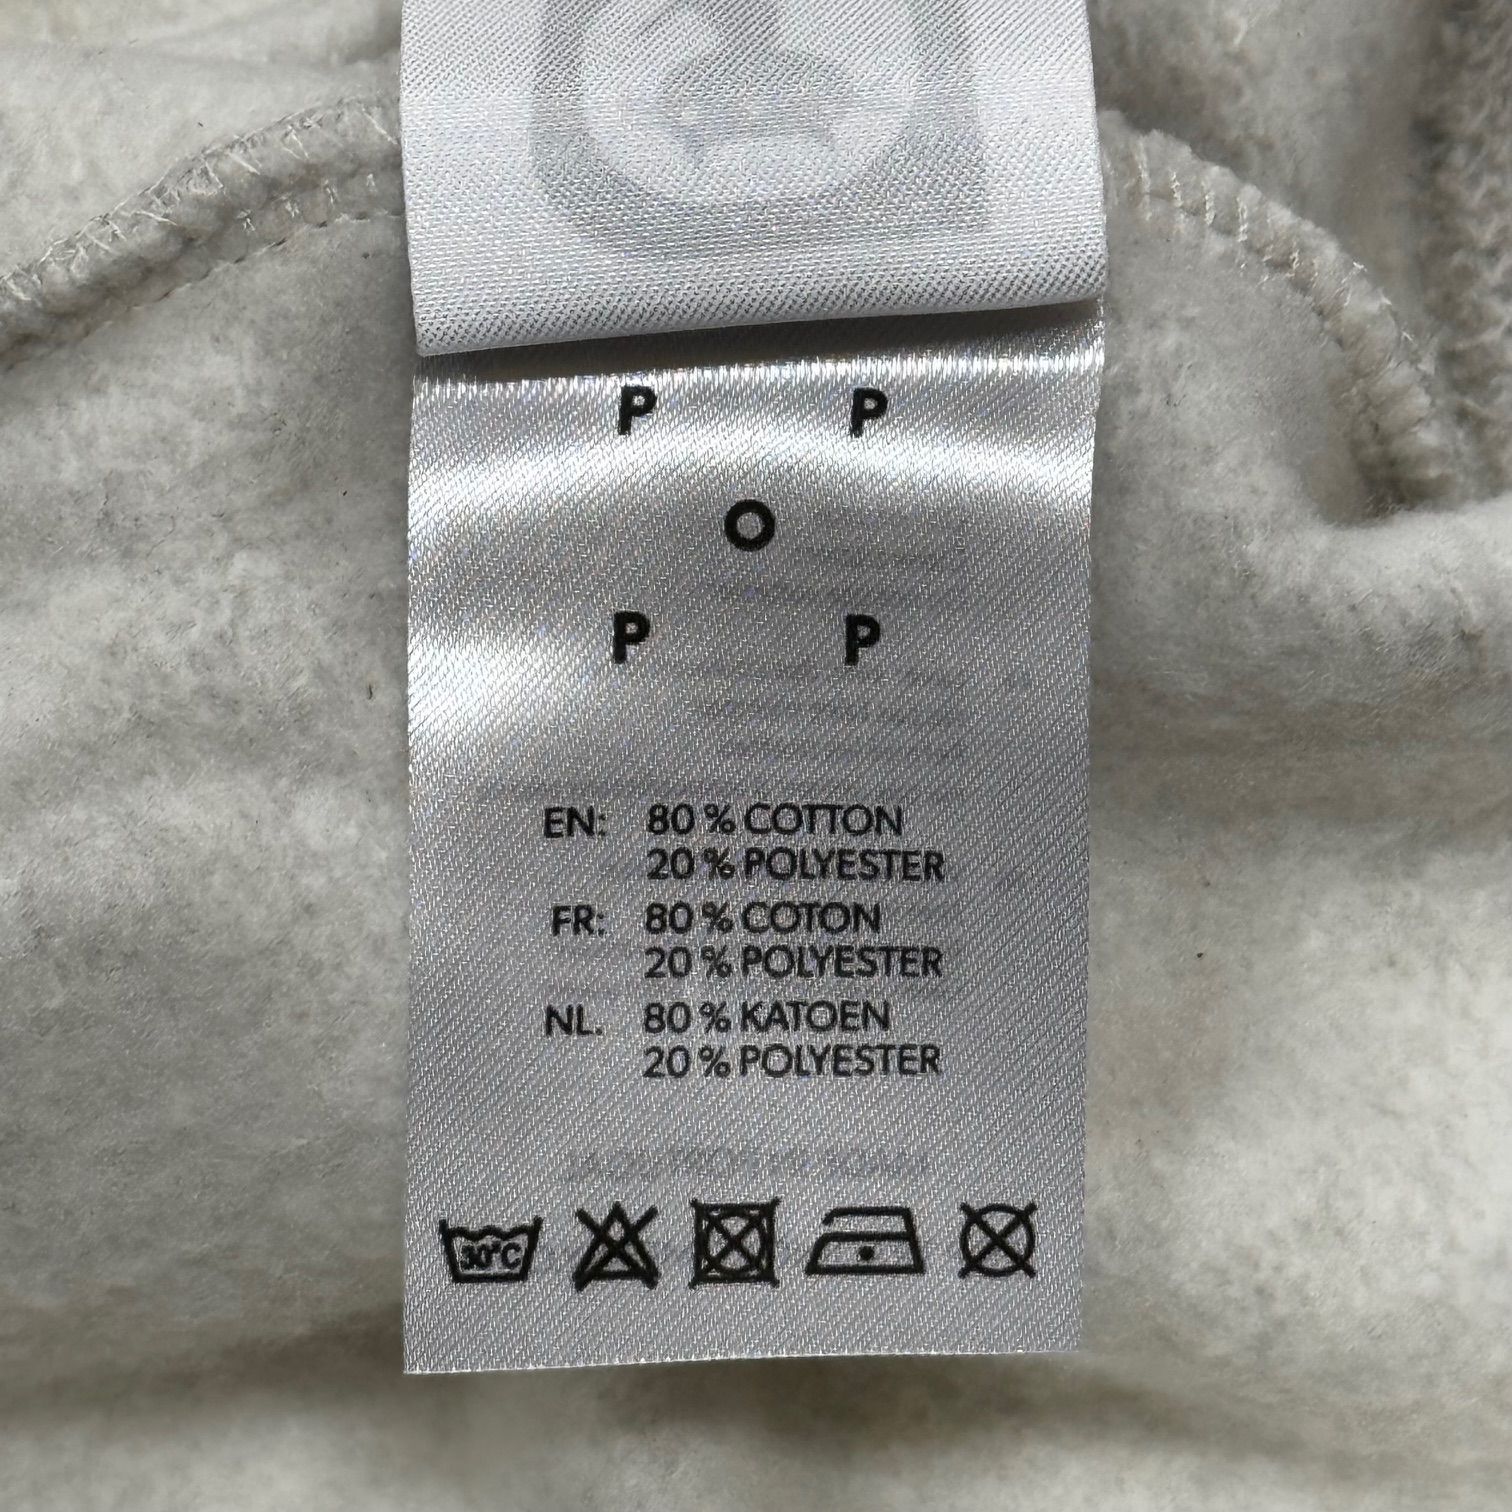 P P
O
P P
EN: 80 % COTTON
20 % POLYESTER
FR: 80 % COTON
20 % POLYESTER
NL: 80 % KATOEN
20 % POLYESTER
30°C